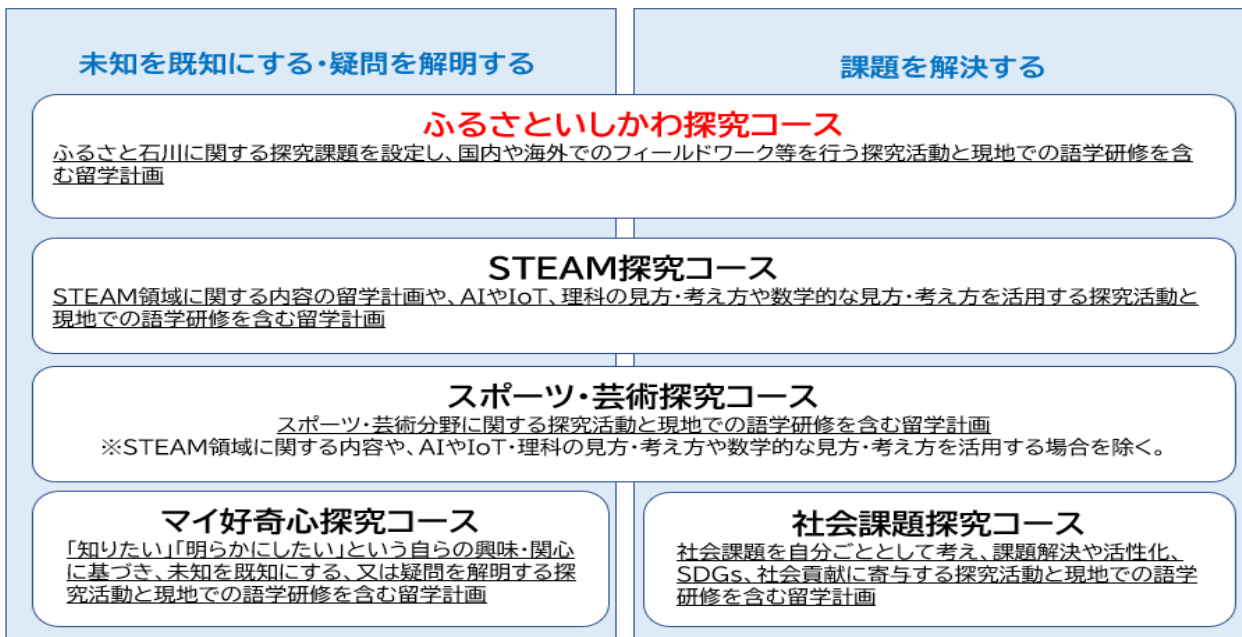 未知を既知にする・疑問を解明する
課題を解決する
ふるさといしかわ探究コース
ふるさと石川に関する探究課題を設定し、国内や海外でのフィールドワーク等を行う探究活動と現地での語学研修を含
む留学計画
STEAM探究コース
STEAM領域に関する内容の留学計画や、AIやIoT、理科の見方・考え方や数学的な見方・考え方を活用する探究活動と
現地での語学研修を含む留学計画
スポーツ・芸術探究コース
スポーツ・芸術分野に関する探究活動と現地での語学研修を含む留学計画
※STEAM領域に関する内容や、AIやIoT・理科の見方・考え方や数学的な見方・考え方を活用する場合を除く。
マイ好奇心探究コース
「知りたい」「明らかにしたい」という自らの興味・関心
に基づき、未知を既知にする、又は疑問を解明する探
究活動と現地での語学研修を含む留学計画
社会課題探究コース
社会課題を自分ごととして考え、課題解決や活性化、
SDGs、社会貢献に寄与する探究活動と現地での語学
研修を含む留学計画